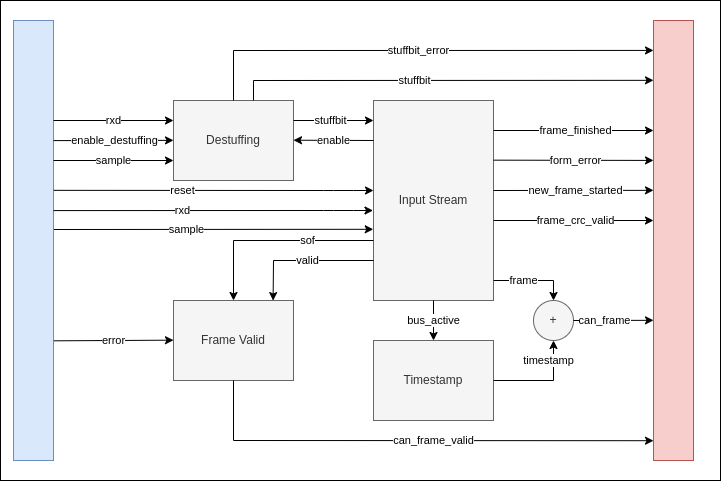 stuffbit_error
stuffbit
rxd
enable_destuffing
sample
Destuffing
stuffbit
enable
Input Stream
frame_finished
form_error
new_frame_started
frame_crc_valid
reset
rxd
sample
sof
valid
frame
error
Frame Valid
bus_active
+
can_frame
timestamp
Timestamp
can_frame_valid